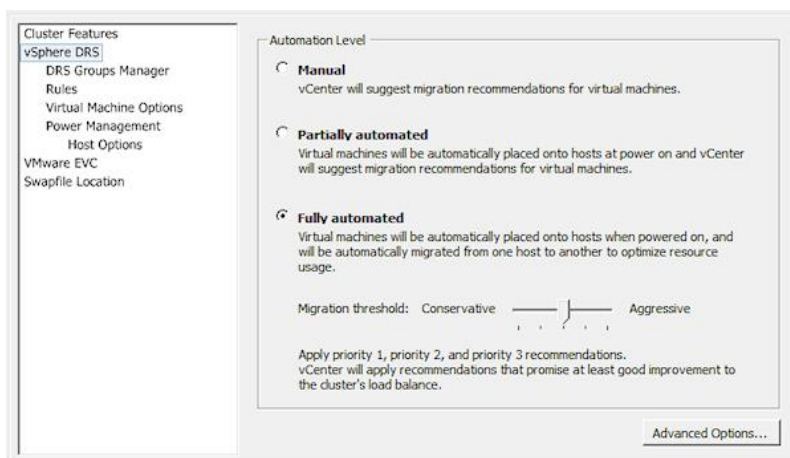 Cluster Features
vSphere DRS
DRS Groups Manager
Rules
Virtual Machine Options
Power Management
Host Options
VMware EVC
Swapfile Location
Automation Level
Manual
vCenter will suggest migration recommendations for virtual machines.
Partially automated
Virtual machines will be automatically placed onto hosts at power on and vCenter
will suggest migration recommendations for virtual machines.
Fully automated
Virtual machines will be automatically placed onto hosts when powered on, and
will be automatically migrated from one host to another to optimize resource
usage.
Migration threshold: Conservative Aggressive
Apply priority 1, priority 2, and priority 3 recommendations.
vCenter will apply recommendations that promise at least good improvement to
the cluster's load balance.
Advanced Options...